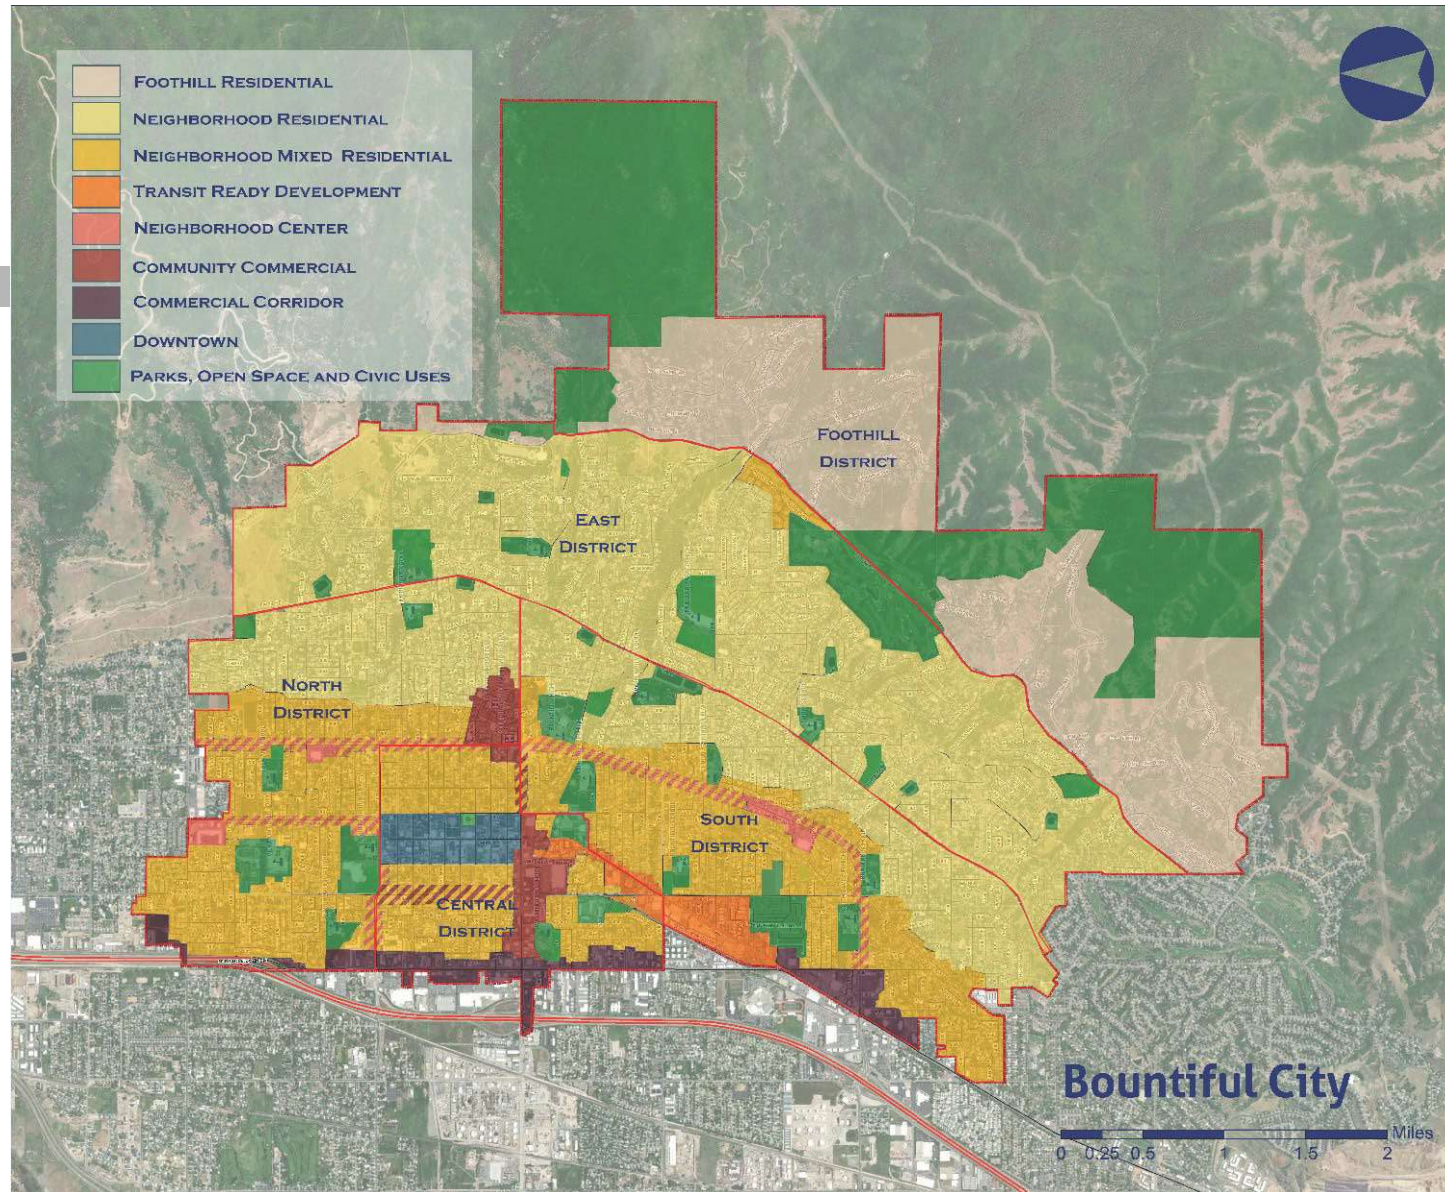 FOOTHILL RESIDENTIAL
NEIGHBORHOOD RESIDENTIAL
NEIGHBORHOOD MIXED RESIDENTIAL
TRANSIT READY DEVELOPMENT
NEIGHBORHOOD CENTER
COMMUNITY COMMERCIAL
COMMERCIAL CORRIDOR
DOWNTOWN
PARKS, OPEN SPACE AND CIVIC USES
FOOTHILL
DISTRICT
EAST
DISTRICT
NORTH
DISTRICT
SOUTH
DISTRICT
CENTRAL
DISTRICT
Bountiful City
Miles
0 0.25 0.5 1 1.5 2